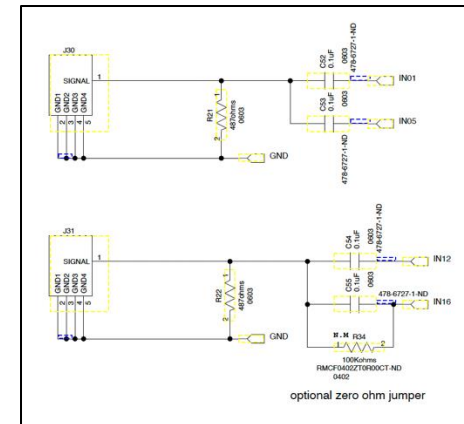 J30
SIGNAL 1
GND1
GND2
GND3
GND4
2
3
4
5
1
R21
487ohms
0603
2
C52
0.1uF
0603
478-6727-1-ND
IN01
C53
0.1uF
0603
478-6727-1-ND
IN05
GND
J31
SIGNAL 1
GND1
GND2
GND3
GND4
2
3
4
5
1
R22
487ohms
0603
2
C54
0.1uF
0603
478-6727-1-ND
IN12
C55
0.1uF
478-6727-1-ND
IN16
GND
N.M R34
1 2
100Kohms
RMCF0402ZT0R00CT-ND
0402
optional zero ohm jumper